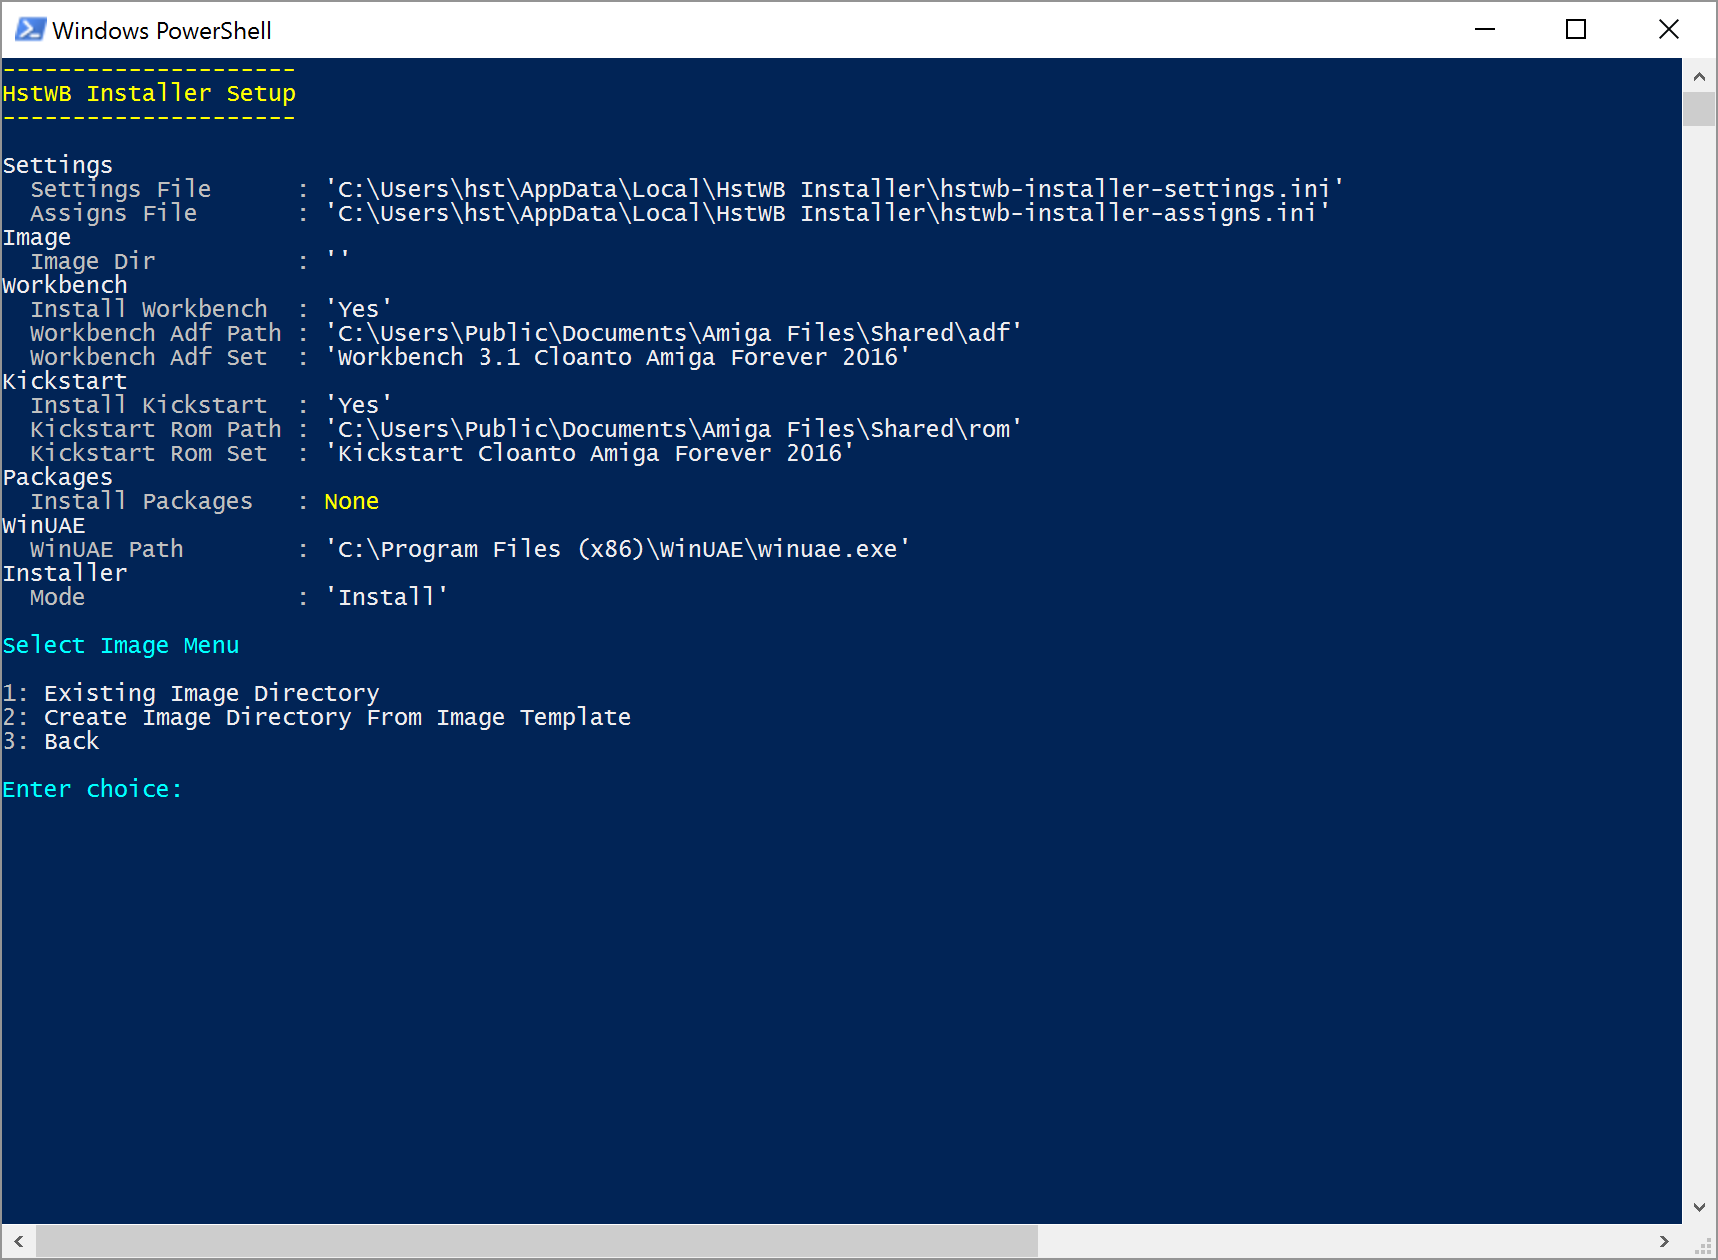 Windows PowerShell
---------------------
HstWB Installer Setup
---------------------
Settings
  Settings File      : 'C:\Users\hst\AppData\Local\HstWB Installer\hstwb-installer-settings.ini'
  Assigns File       : 'C:\Users\hst\AppData\Local\HstWB Installer\hstwb-installer-assigns.ini'
Image
  Image Dir          : ''
Workbench
  Install Workbench  : 'Yes'
  Workbench Adf Path : 'C:\Users\Public\Documents\Amiga Files\Shared\adf'
  Workbench Adf Set  : 'Workbench 3.1 Cloanto Amiga Forever 2016'
Kickstart
  Install Kickstart  : 'Yes'
  Kickstart Rom Path : 'C:\Users\Public\Documents\Amiga Files\Shared\rom'
  Kickstart Rom Set  : 'Kickstart Cloanto Amiga Forever 2016'
Packages
  Install Packages   : None
WinUAE
  WinUAE Path        : 'C:\Program Files (x86)\WinUAE\winuae.exe'
Installer
  Mode               : 'Install'
Select Image Menu
1: Existing Image Directory
2: Create Image Directory From Image Template
3: Back
Enter choice: